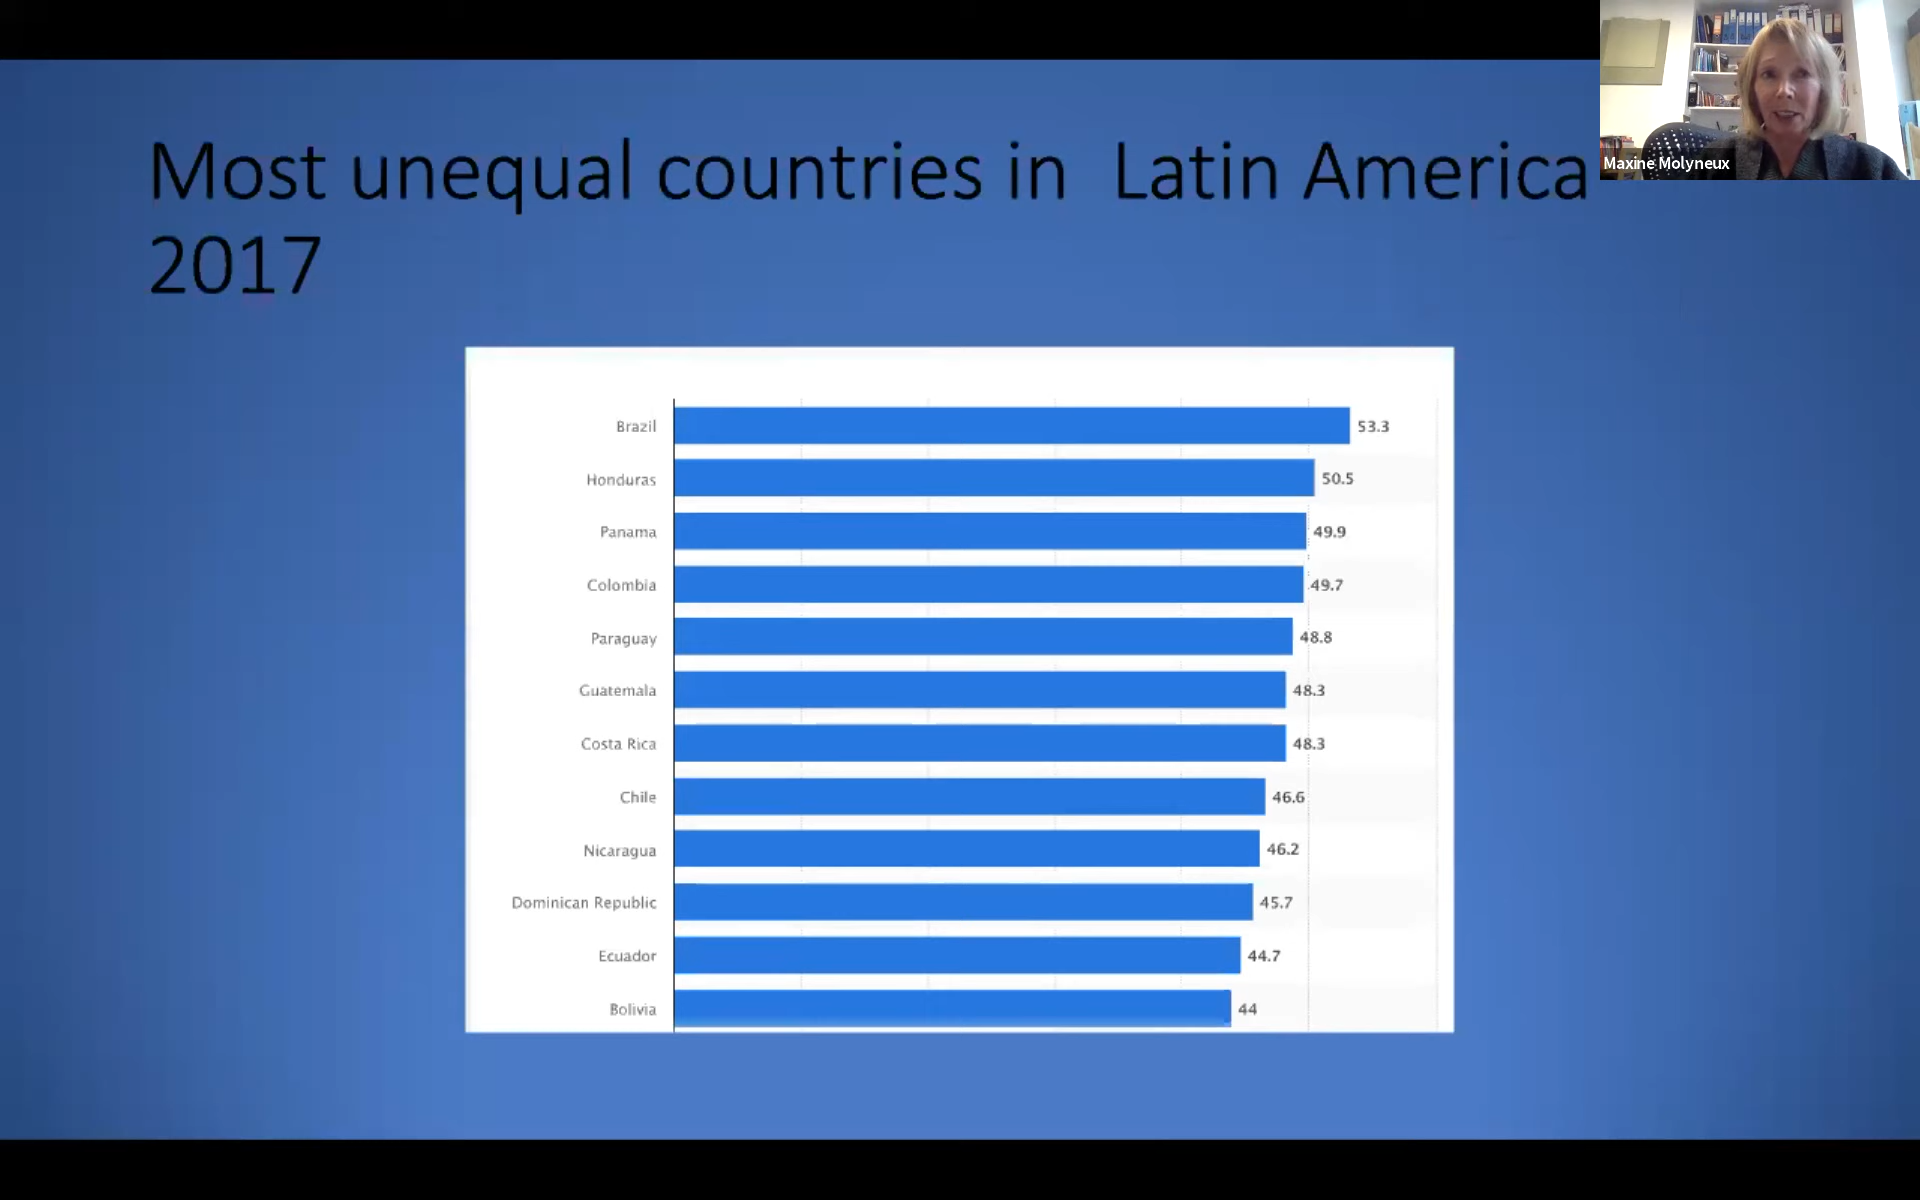 Most unequal countries in  Latin America
2017
Maxine Molyneux
Brazil 53.3
Honduras 50.5
Panama 49.9
Colombia 49.7
Paraguay 48.8
Guatemala 48.3
Costa Rica 48.3
Chile 46.6
Nicaragua 46.2
Dominican Republic 45.7
Ecuador 44.7
Bolivia 44